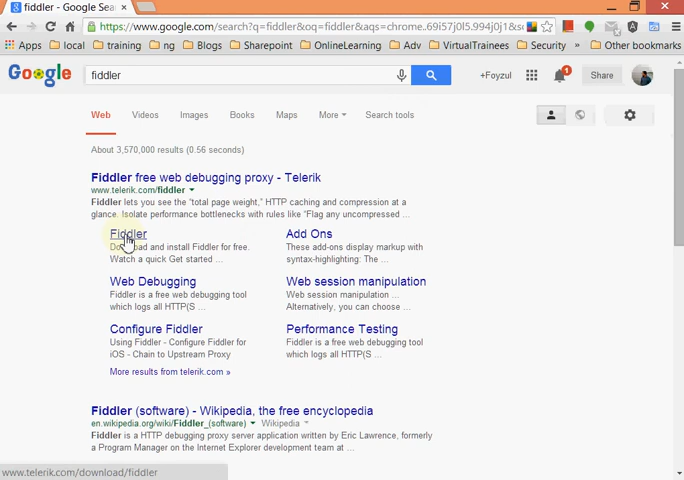 fiddler - Google Sea
https://www.google.com/search?q=fiddler&oq=fiddler&aqs=chrome..69i57j0l5.994j0j1&so
Apps local training ng Blogs Sharepoint OnlineLearning Adv VirtualTrainees Security » Other bookmarks
Google fiddler +Foyzul 1 Share
Web Videos Images Books Maps More Search tools
About 3,570,000 results (0.56 seconds)
Fiddler free web debugging proxy - Telerik
www.telerik.com/fiddler
Fiddler lets you see the "total page weight," HTTP caching and compression at a
glance. Isolate performance bottlenecks with rules like "Flag any uncompressed ...
Fiddler
Download and install Fiddler for free.
Watch a quick Get started ...
Add Ons
These add-ons display markup with
syntax-highlighting: The ...
Web Debugging
Fiddler is a free web debugging tool
which logs all HTTP(S ...
Web session manipulation
Web session manipulation ...
Alternatively, you can choose ...
Configure Fiddler
Using Fiddler - Configure Fiddler for
iOS - Chain to Upstream Proxy
Performance Testing
Fiddler is a free web debugging tool
which logs all HTTP(S ...
More results from telerik.com »
Fiddler (software) - Wikipedia, the free encyclopedia
en.wikipedia.org/wiki/Fiddler_(software) Wikipedia
Fiddler is a HTTP debugging proxy server application written by Eric Lawrence, formerly
a Program Manager on the Internet Explorer development team at ...
www.telerik.com/download/fiddler